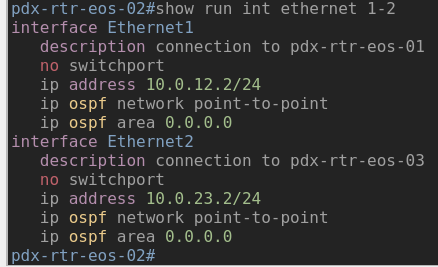 pdx-rtr-eos-02#show run int ethernet 1-2
interface Ethernet1
   description connection to pdx-rtr-eos-01
   no switchport
   ip address 10.0.12.2/24
   ip ospf network point-to-point
   ip ospf area 0.0.0.0
interface Ethernet2
   description connection to pdx-rtr-eos-03
   no switchport
   ip address 10.0.23.2/24
   ip ospf network point-to-point
   ip ospf area 0.0.0.0
pdx-rtr-eos-02#